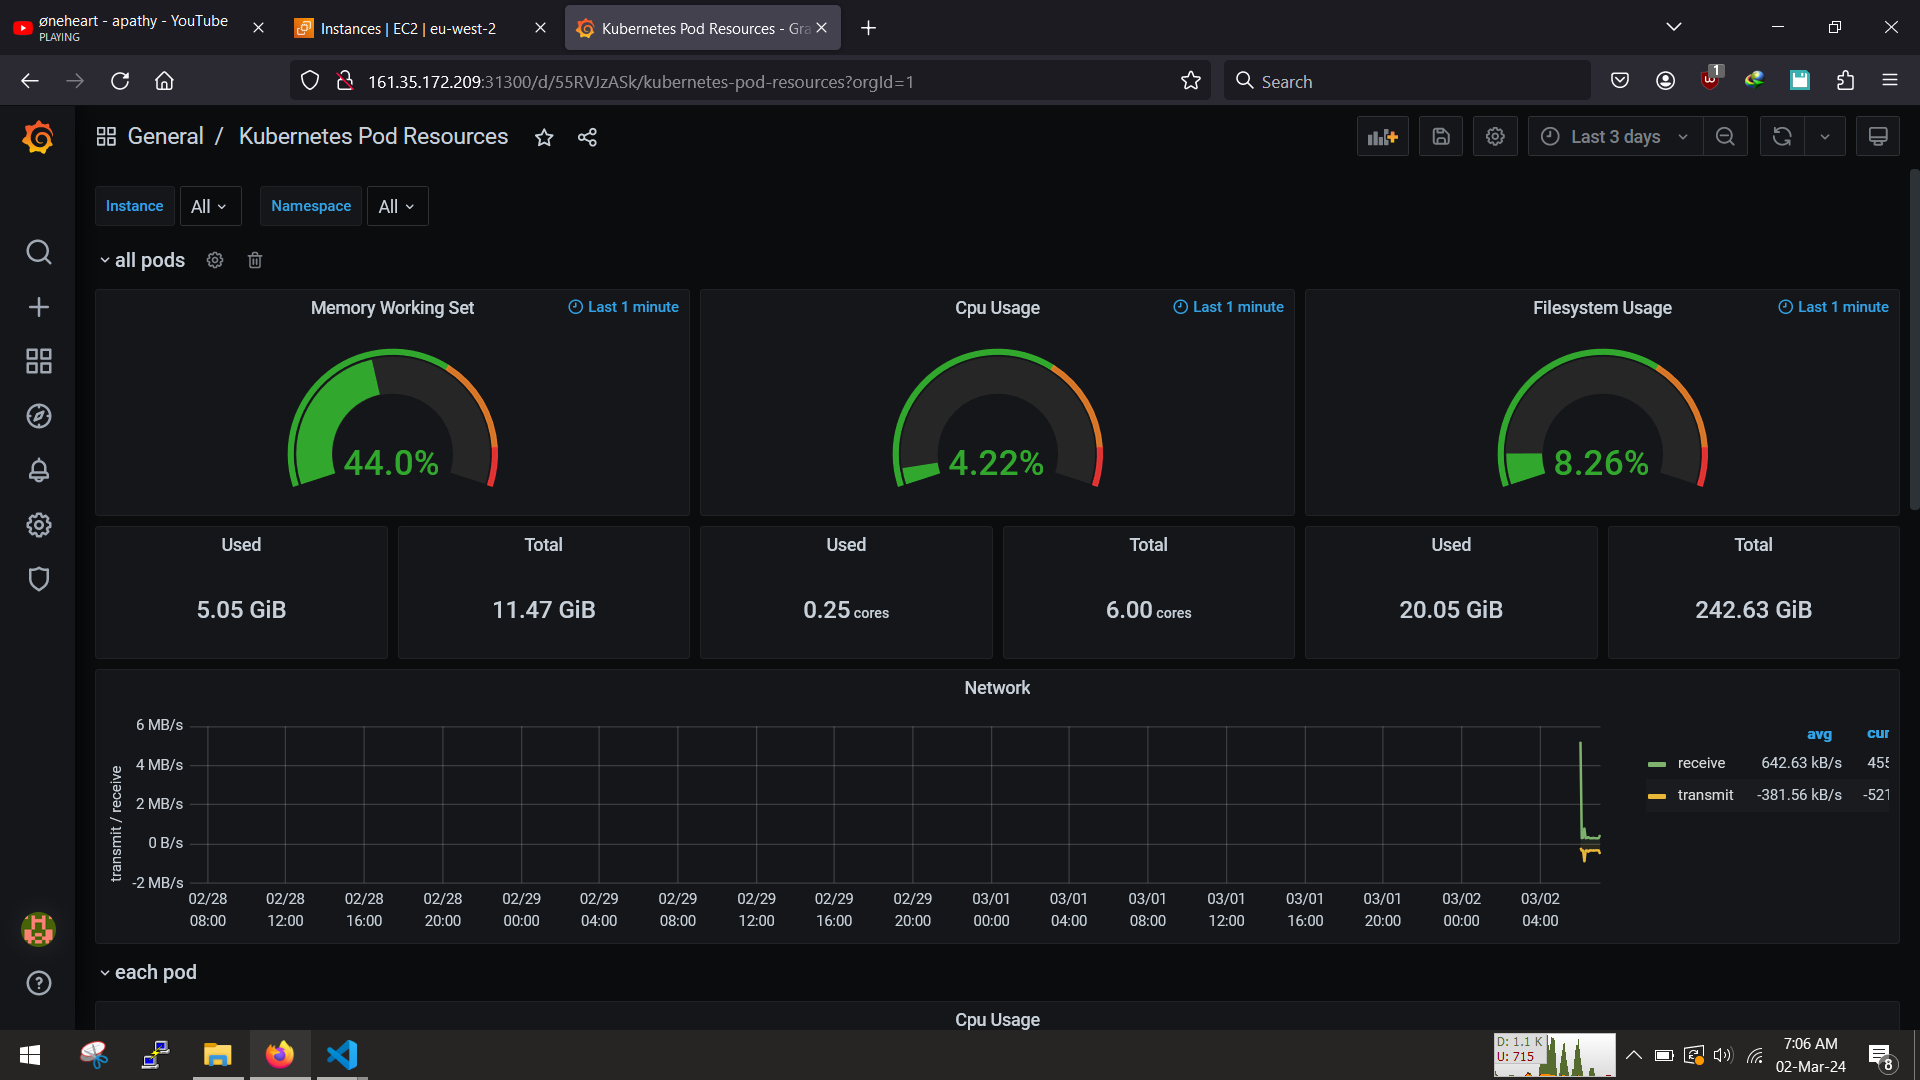 øneheart - apathy - YouTube
PLAYING
Instances | EC2 | eu-west-2
Kubernetes Pod Resources - Gra
161.35.172.209:31300/d/55RVJzASk/kubernetes-pod-resources?orgId=1
Search
1
General / Kubernetes Pod Resources
Last 3 days
Instance
All
Namespace
All
all pods
Memory Working Set
Last 1 minute
44.0%
Cpu Usage
Last 1 minute
4.22%
Filesystem Usage
Last 1 minute
8.26%
Used
5.05 GiB
Total
11.47 GiB
Used
0.25 cores
Total
6.00 cores
Used
20.05 GiB
Total
242.63 GiB
Network
transmit / receive
6 MB/s
4 MB/s
2 MB/s
0 B/s
-2 MB/s
02/28 02/28 02/28 02/28 02/29 02/29 02/29 02/29 02/29 02/29 03/01 03/01 03/01 03/01 03/01 03/01 03/02 03/02
08:00 12:00 16:00 20:00 00:00 04:00 08:00 12:00 16:00 20:00 00:00 04:00 08:00 12:00 16:00 20:00 00:00 04:00
avg cur
receive 642.63 kB/s 455
transmit -381.56 kB/s -521
each pod
Cpu Usage
D: 1.1 K
U: 715
7:06 AM
02-Mar-24
8